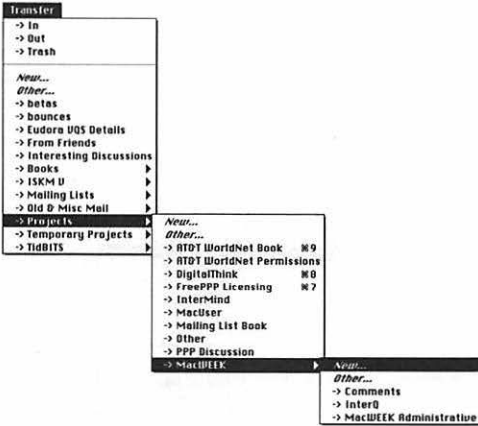 Transfer
-> In
-> Out
-> Trash
New...
Other...
-> betas
-> bounces
-> Eudora VQS Details
-> From Friends
-> Interesting Discussions
-> Books
-> ISKM V
-> Mailing Lists
-> Old & Misc Mail
-> Projects
-> Temporary Projects
-> TidBITS
New...
Other...
-> AT&T WorldNet Book ⌘9
-> AT&T WorldNet Permissions
-> DigitalThink ⌘8
-> FreePPP Licensing ⌘7
-> InterMind
-> MacUser
-> Mailing List Book
-> Other
-> PPP Discussion
-> MacWEEK
New...
Other...
-> Comments
-> InterQ
-> MacWEEK Administrative